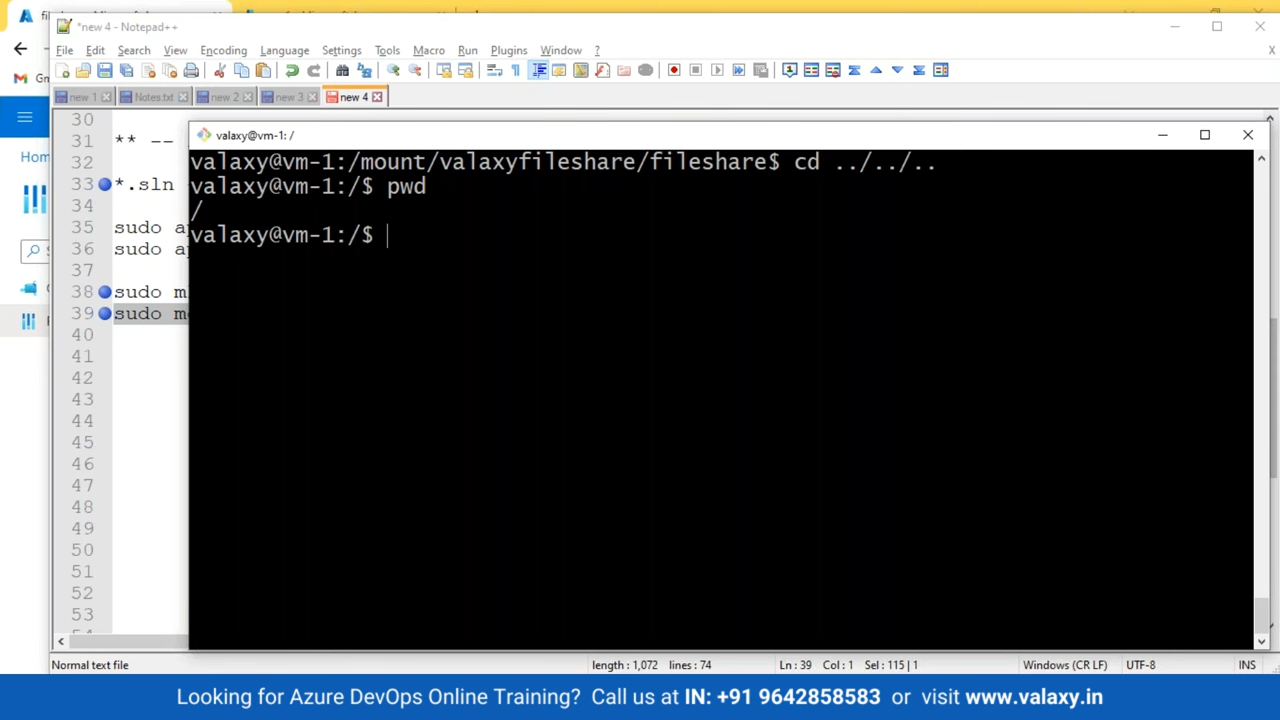 *new 4 - Notepad++
File Edit Search View Encoding Language Settings Tools Macro Run Plugins Window ?
new 1 Notes.txt new 2 new 3 new 4
30
31 ** --
32
33 *.sln
34
35 sudo a
36 sudo a
37
38 sudo m
39 sudo m
40
41
42
43
44
45
46
47
48
49
50
51
52
53
valaxy@vm-1: /
valaxy@vm-1:/mount/valaxyfileshare/fileshare$ cd ../../..
valaxy@vm-1:/$ pwd
/
valaxy@vm-1:/$
Normal text file length : 1,072 lines : 74 Ln : 39 Col : 1 Sel : 115 | 1 Windows (CR LF) UTF-8 INS
Looking for Azure DevOps Online Training? Call us at IN: +91 9642858583 or visit www.valaxy.in